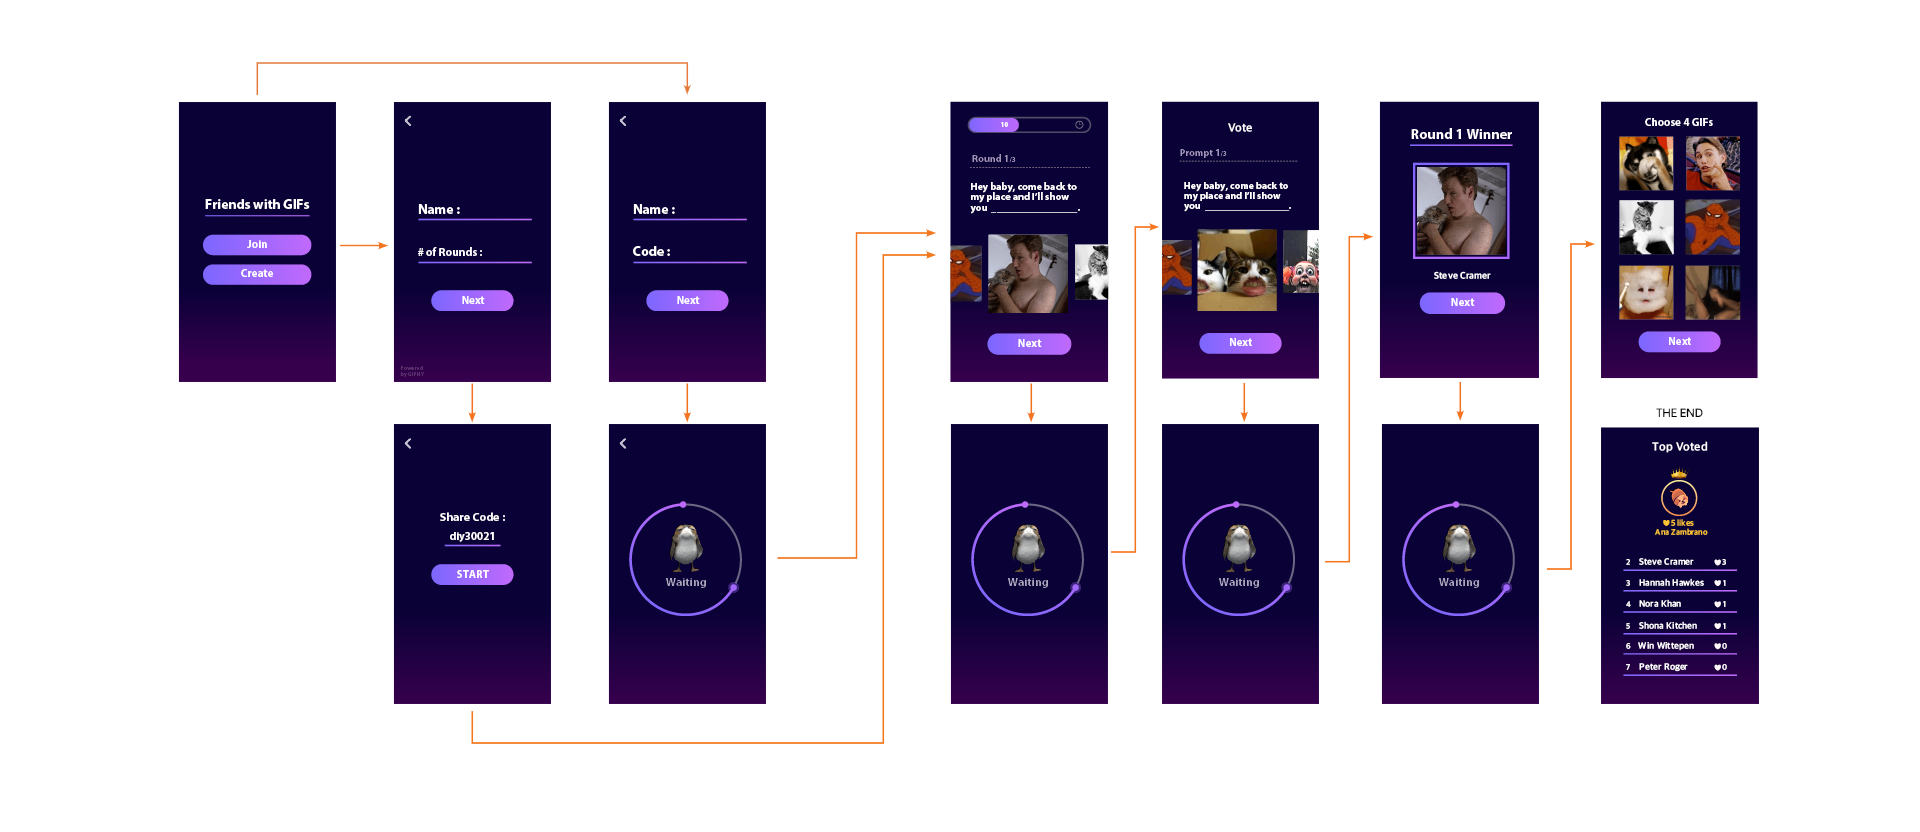 Friends with GIFs
Join
Create
Name :
# of Rounds :
Next
Powered
by GIPHY
Name :
Code :
Next
10
Round 1/3
Hey baby, come back to
my place and I'll show
you ________________.
Next
Vote
Prompt 1/3
Hey baby, come back to
my place and I'll show
you ________________.
Next
Round 1 Winner
Steve Cramer
Next
Choose 4 GIFs
Next
Share Code :
diy30021
START
Waiting
Waiting
Waiting
Waiting
THE END
Top Voted
5 likes
Ana Zambrano
2 Steve Cramer 3
3 Hannah Hawkes 1
4 Nora Khan 1
5 Shona Kitchen 1
6 Win Wittepen 0
7 Peter Roger 0